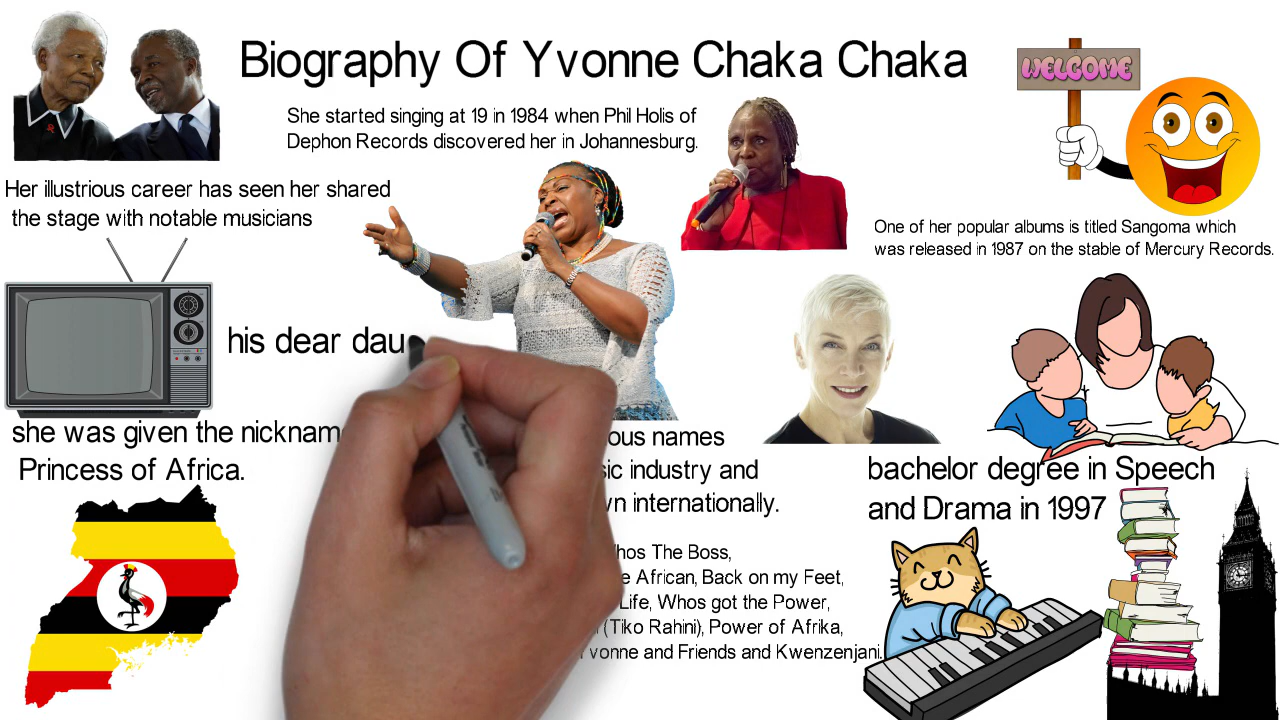 Biography Of Yvonne Chaka Chaka
WELCOME
She started singing at 19 in 1984 when Phil Holis of
Dephon Records discovered her in Johannesburg.
Her illustrious career has seen her shared
the stage with notable musicians
One of her popular albums is titled Sangoma which
was released in 1987 on the stable of Mercury Records.
his dear dau
she was given the nicknam
Princess of Africa.
names
industry and
internationally.
bachelor degree in Speech
and Drama in 1997
The Boss,
African, Back on my Feet,
Life, Whos got the Power,
(Tiko Rahini), Power of Afrika,
and Friends and Kwenzenjani.